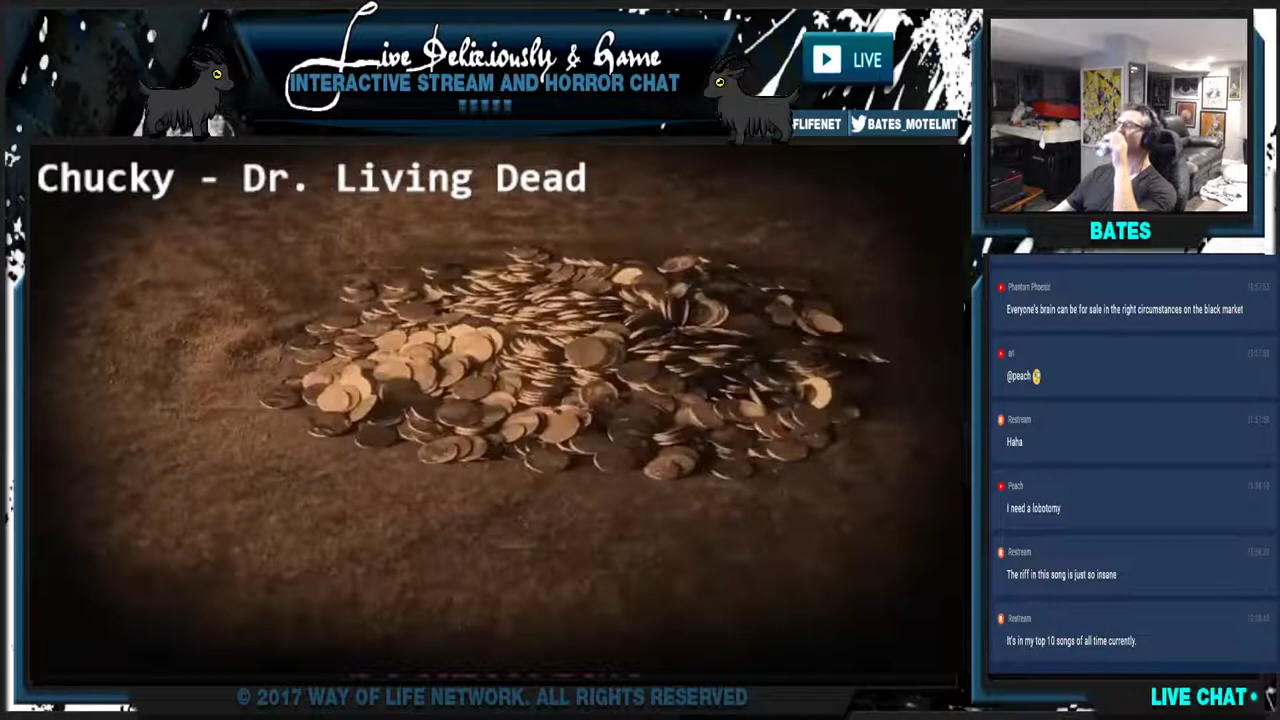 Live Deliciously & Game
INTERACTIVE STREAM AND HORROR CHAT
LIVE
FLIFENET
BATES_MOTELMT
Chucky - Dr. Living Dead
BATES
Phantom Phoenix
Everyone's brain can be for sale in the right circumstances on the black market
@peach
Restream
Haha
Peach
I need a lobotomy
Restream
The riff in this song is just so insane
Restream
It's in my top 10 songs of all time currently.
© 2017 WAY OF LIFE NETWORK. ALL RIGHTS RESERVED
LIVE CHAT